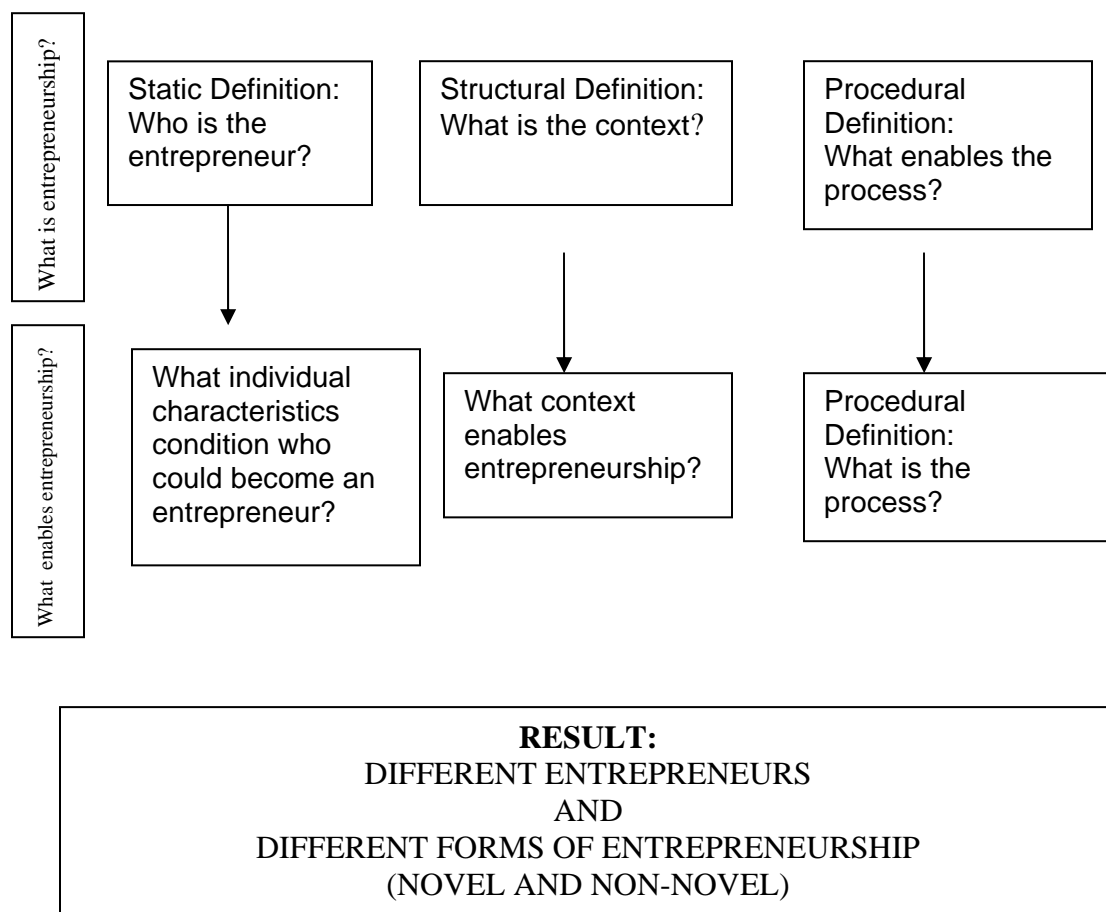 What is entrepreneurship?
Static Definition:
Who is the
entrepreneur?
Structural Definition:
What is the context?
Procedural
Definition:
What enables the
process?
What enables entrepreneurship?
What individual
characteristics
condition who
could become an
entrepreneur?
What context
enables
entrepreneurship?
Procedural
Definition:
What is the
process?
RESULT:
DIFFERENT ENTREPRENEURS
AND
DIFFERENT FORMS OF ENTREPRENEURSHIP
(NOVEL AND NON-NOVEL)